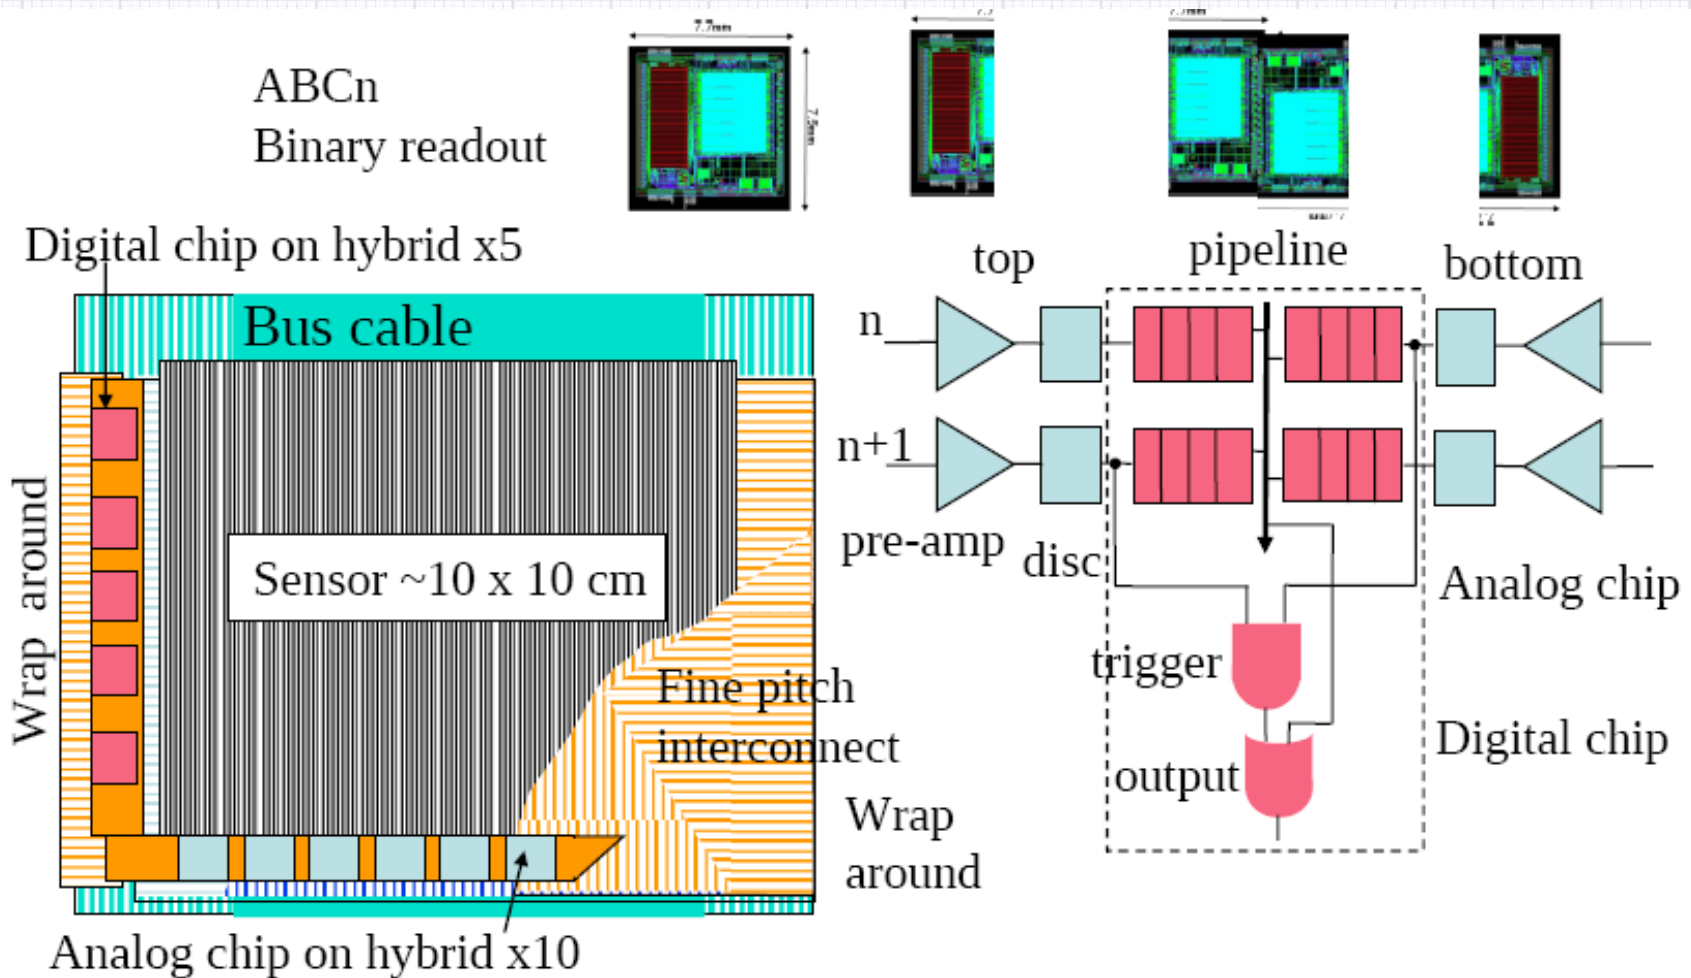 7.7mm
7.5mm
ABCn
Binary readout
Digital chip on hybrid x5
top
pipeline
bottom
Bus cable
n
n+1
pre-amp
disc
Wrap around
Sensor ~10 x 10 cm
Analog chip
trigger
Fine pitch
interconnect
Digital chip
output
Wrap
around
Analog chip on hybrid x10